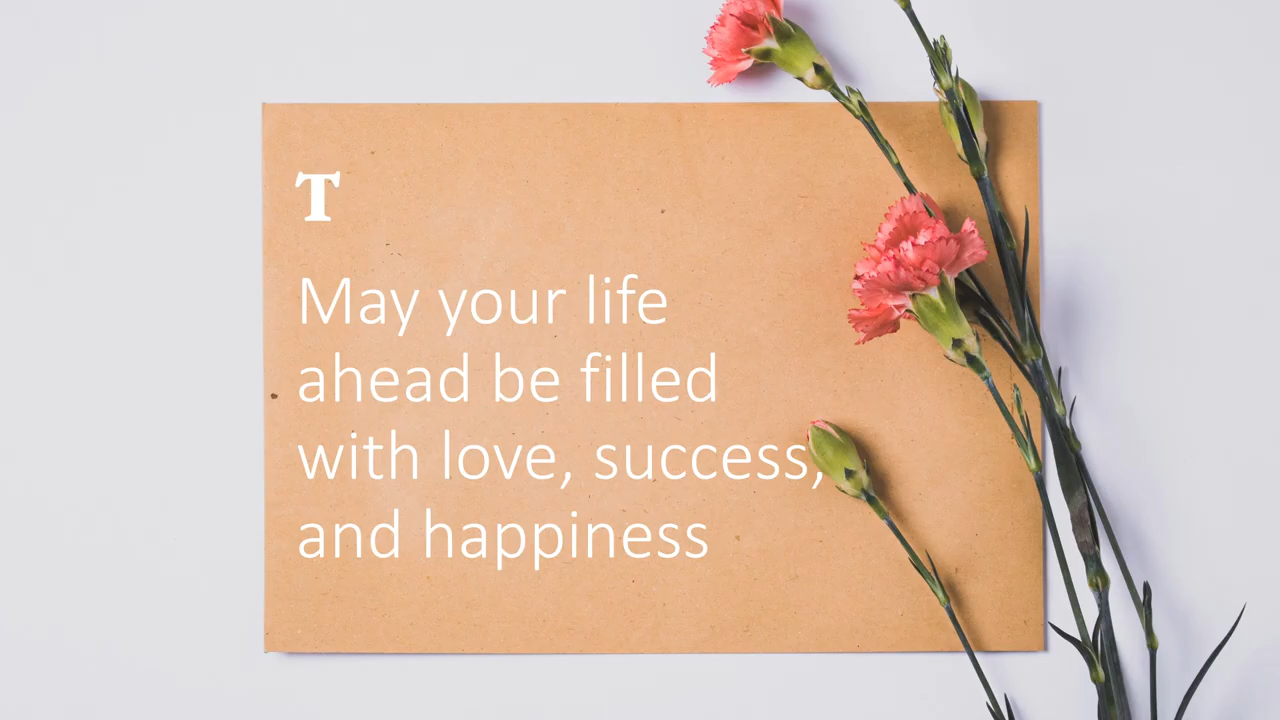 T
May your life
ahead be filled
with love, success,
and happiness